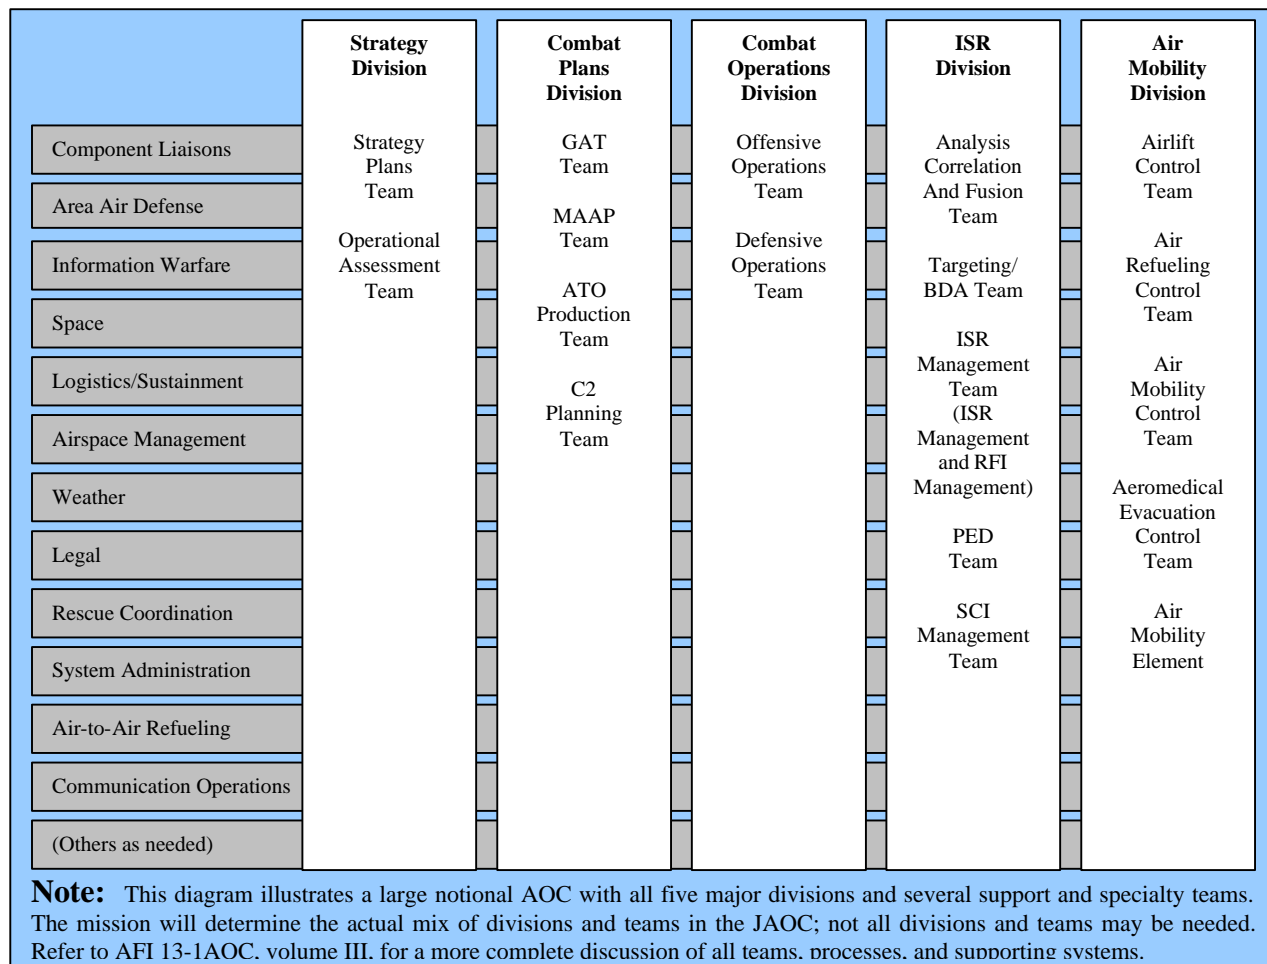 Strategy
Division
Combat
Plans
Division
Combat
Operations
Division
ISR
Division
Air
Mobility
Division
Component Liaisons
Area Air Defense
Information Warfare
Space
Logistics/Sustainment
Airspace Management
Weather
Legal
Rescue Coordination
System Administration
Air-to-Air Refueling
Communication Operations
(Others as needed)
Strategy
Plans
Team
Operational
Assessment
Team
GAT
Team
MAAP
Team
ATO
Production
Team
C2
Planning
Team
Offensive
Operations
Team
Defensive
Operations
Team
Analysis
Correlation
And Fusion
Team
Targeting/
BDA Team
ISR
Management
Team
(ISR
Management
and RFI
Management)
PED
Team
SCI
Management
Team
Airlift
Control
Team
Air
Refueling
Control
Team
Air
Mobility
Control
Team
Aeromedical
Evacuation
Control
Team
Air
Mobility
Element
Note: This diagram illustrates a large notional AOC with all five major divisions and several support and specialty teams.
The mission will determine the actual mix of divisions and teams in the JAOC; not all divisions and teams may be needed.
Refer to AFI 13-1AOC, volume III, for a more complete discussion of all teams, processes, and supporting systems.